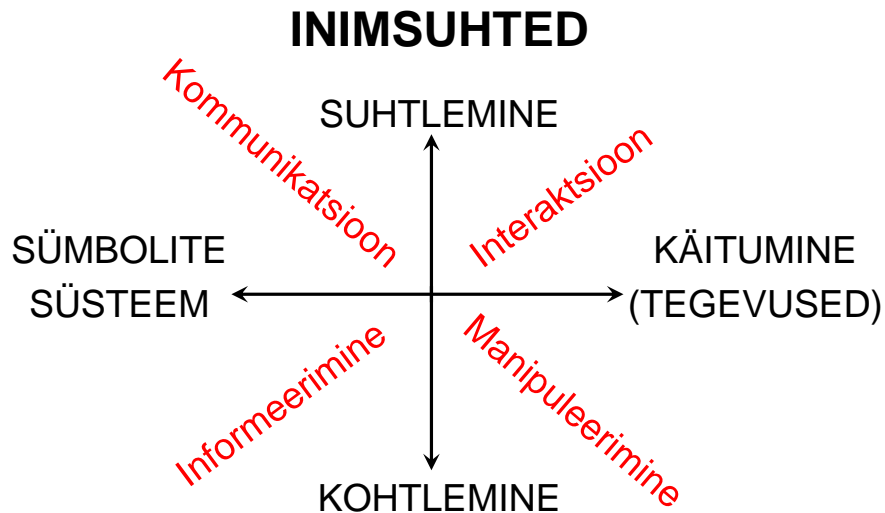 INIMSUHTED
Kommunikatsioon
SUHTLEMINE
Interaktsioon
SÜMBOLITE
SÜSTEEM
KÄITUMINE
(TEGEVUSED)
Informeerimine
Manipuleerimine
KOHTLEMINE